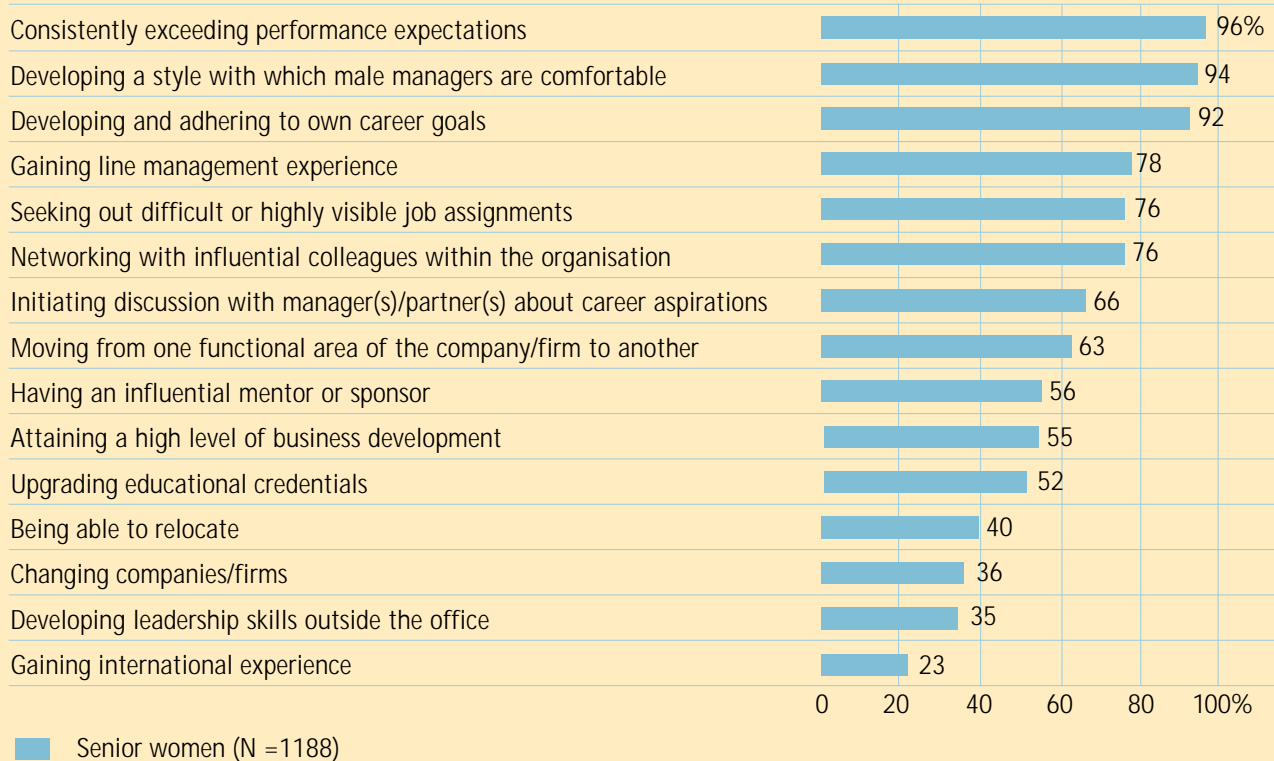 Consistently exceeding performance expectations 96%
Developing a style with which male managers are comfortable 94
Developing and adhering to own career goals 92
Gaining line management experience 78
Seeking out difficult or highly visible job assignments 76
Networking with influential colleagues within the organisation 76
Initiating discussion with manager(s)/partner(s) about career aspirations 66
Moving from one functional area of the company/firm to another 63
Having an influential mentor or sponsor 56
Attaining a high level of business development 55
Upgrading educational credentials 52
Being able to relocate 40
Changing companies/firms 36
Developing leadership skills outside the office 35
Gaining international experience 23
0 20 40 60 80 100%
Senior women (N =1188)